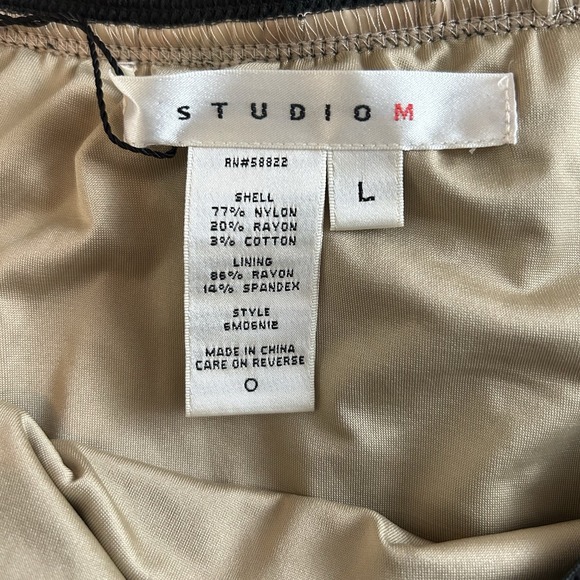 STUDIO M
RN#58822
L
SHELL
77% NYLON
20% RAYON
3% COTTON
LINING
86% RAYON
14% SPANDEX
STYLE
6M06N12
MADE IN CHINA
CARE ON REVERSE
O